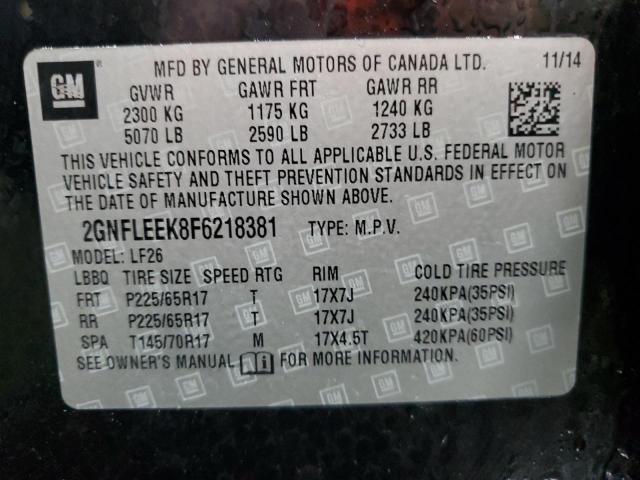 GM ®
MFD BY GENERAL MOTORS OF CANADA LTD. 11/14
GVWR GAWR FRT GAWR RR
2300 KG 1175 KG 1240 KG
5070 LB 2590 LB 2733 LB
THIS VEHICLE CONFORMS TO ALL APPLICABLE U.S. FEDERAL MOTOR
VEHICLE SAFETY AND THEFT PREVENTION STANDARDS IN EFFECT ON
THE DATE OF MANUFACTURE SHOWN ABOVE.
2GNFLEEK8F6218381 TYPE: M.P.V.
MODEL: LF26
LBBQ TIRE SIZE SPEED RTG RIM COLD TIRE PRESSURE
FRT P225/65R17 T 17X7J 240KPA(35PSI)
RR P225/65R17 T 17X7J 240KPA(35PSI)
SPA T145/70R17 M 17X4.5T 420KPA(60PSI)
SEE OWNER'S MANUAL FOR MORE INFORMATION.